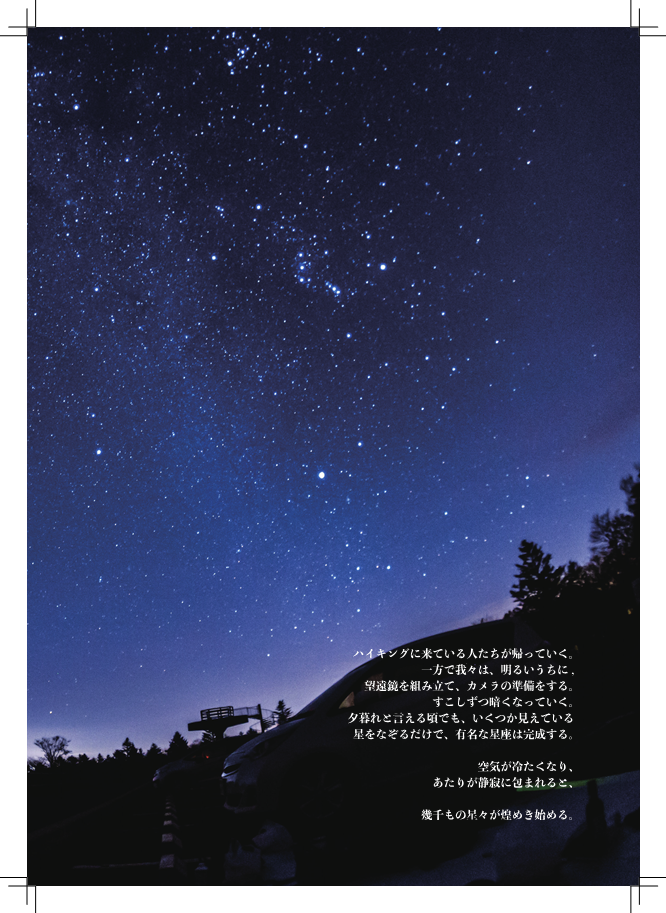 ハイキングに来ている人たちが帰っていく。
一方で我々は、明るいうちに、
望遠鏡を組み立て、カメラの準備をする。
すこしずつ暗くなっていく。
夕暮れと言える頃でも、いくつか見えている
星をなぞるだけで、有名な星座は完成する。
空気が冷たくなり、
あたりが静寂に包まれると、
幾千もの星々が煌めき始める。